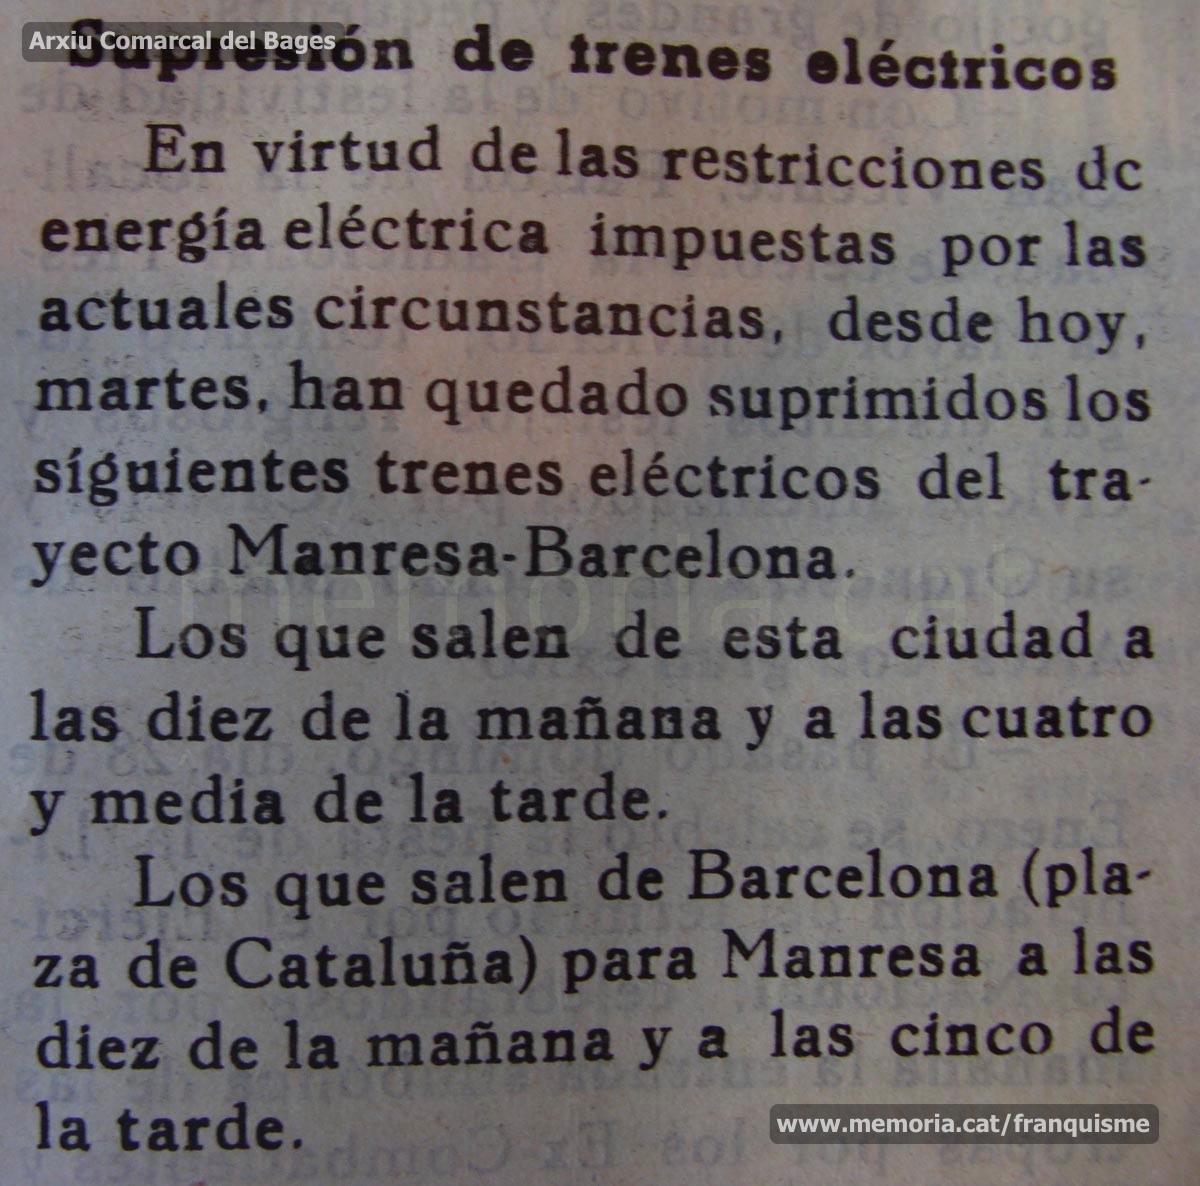 Arxiu Comarcal del Bages
Supresión de trenes eléctricos
En virtud de las restricciones de
energía eléctrica impuestas por las
actuales circunstancias, desde hoy,
martes, han quedado suprimidos los
síguientes trenes eléctricos del tra-
yecto Manresa-Barcelona.
memoria.cat
Los que salen de esta ciudad a
las diez de la mañana y a las cuatro
y media de la tarde.
Los que salen de Barcelona (pla-
za de Cataluña) para Manresa a las
diez de la mañana y a las cinco de
la tarde.
www.memoria.cat/franquisme